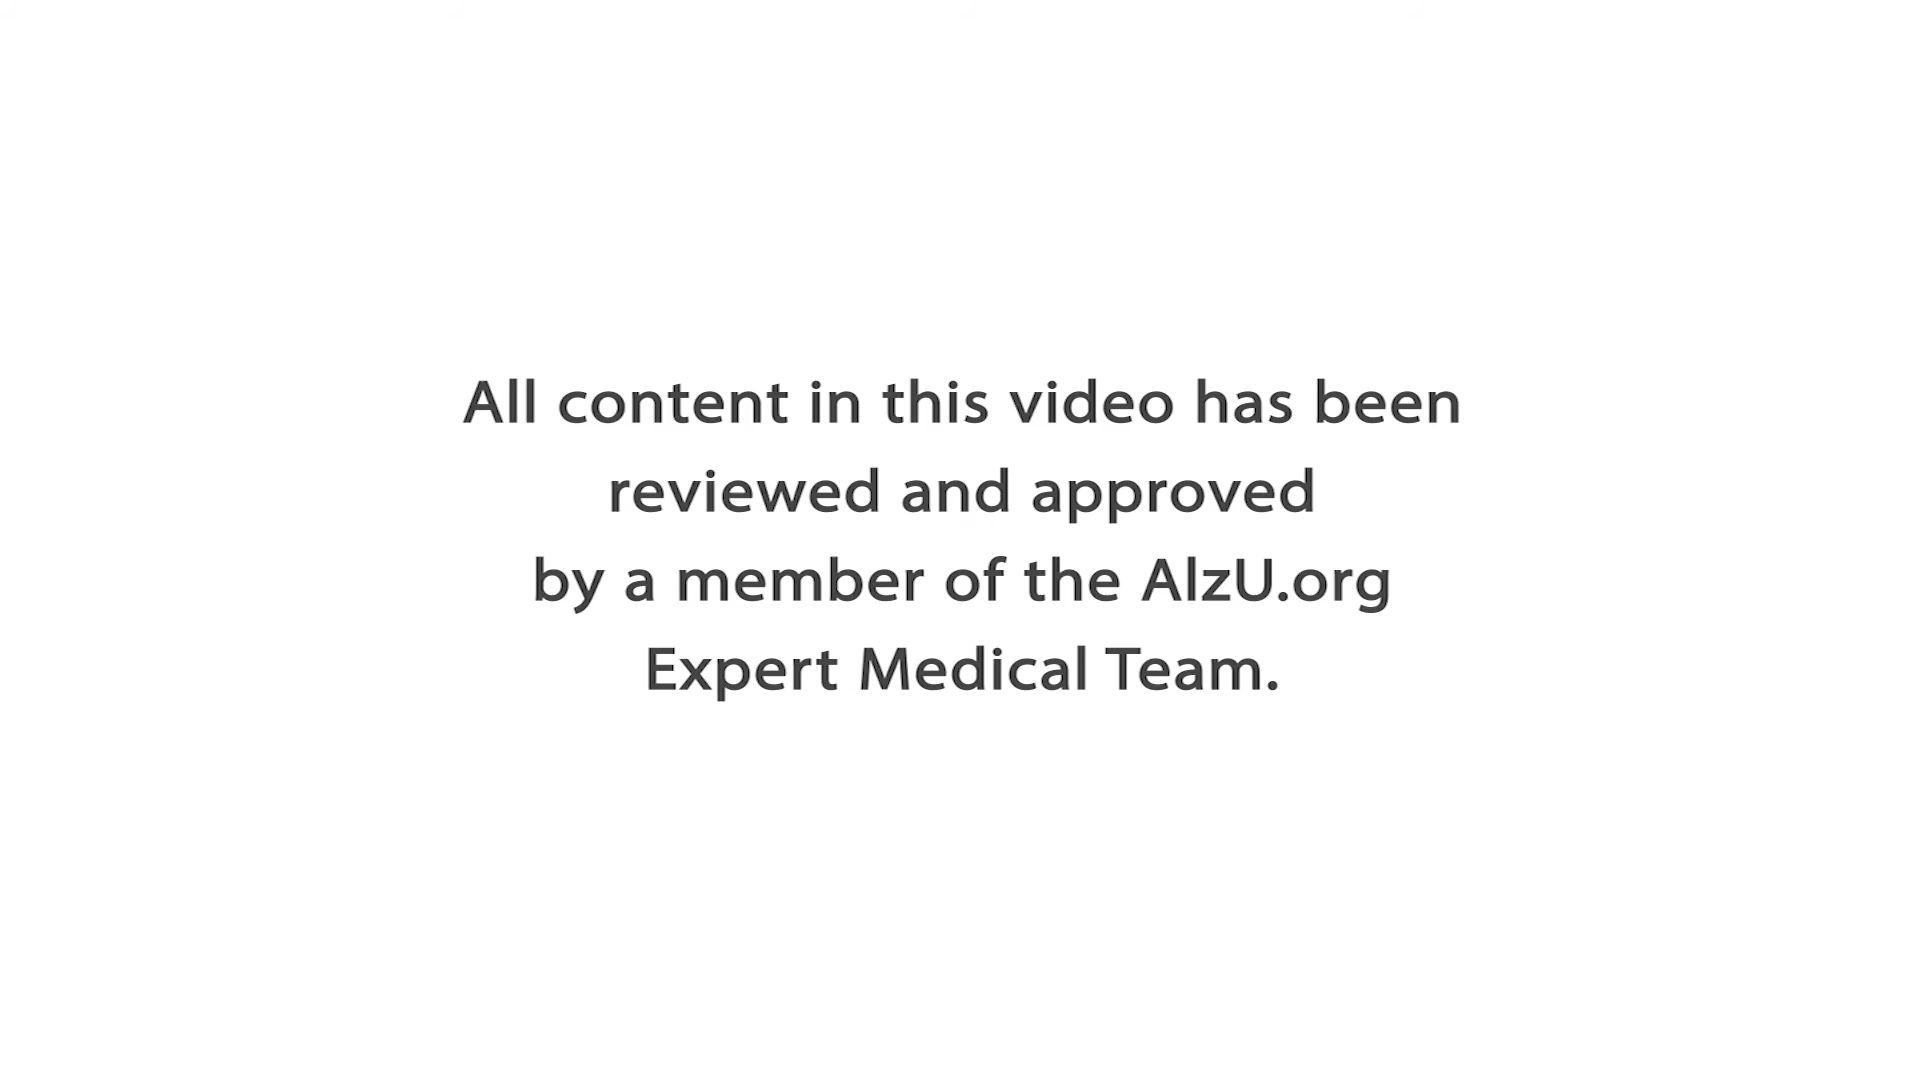 All content in this video has been
reviewed and approved
by a member of the AlzU.org
Expert Medical Team.